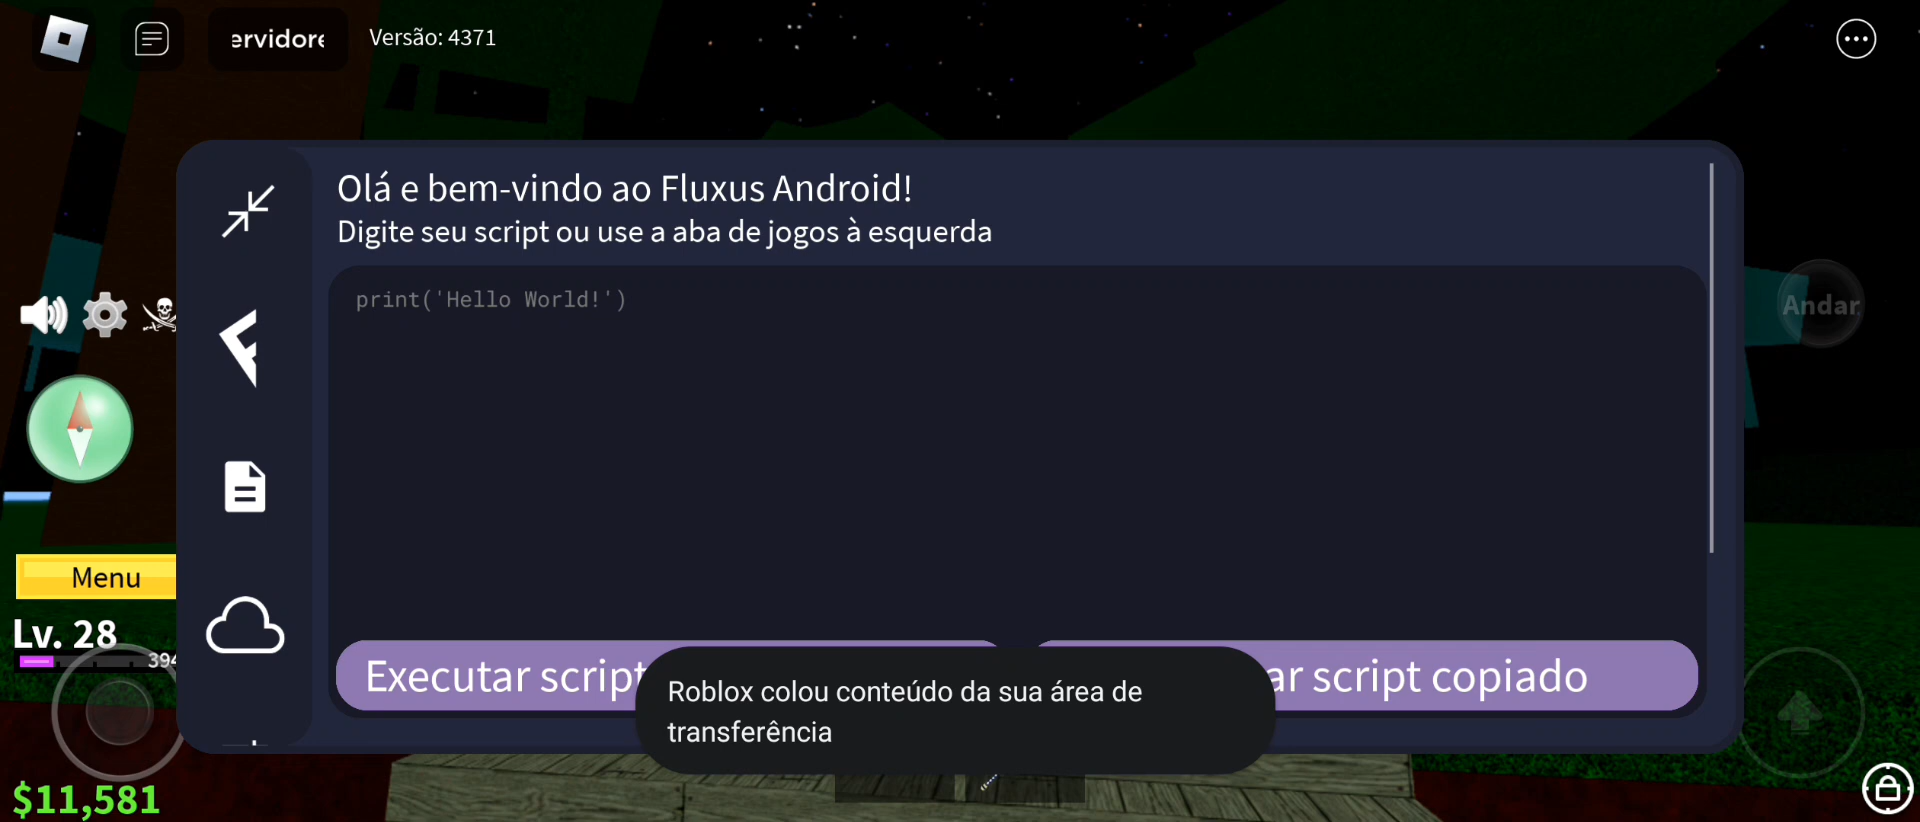 ervidore
Versão: 4371
Olá e bem-vindo ao Fluxus Android!
Digite seu script ou use a aba de jogos à esquerda
print('Hello World!')
Andar
Menu
Lv. 28
394
Executar script
ar script copiado
Roblox colou conteúdo da sua área de
transferência
$11,581